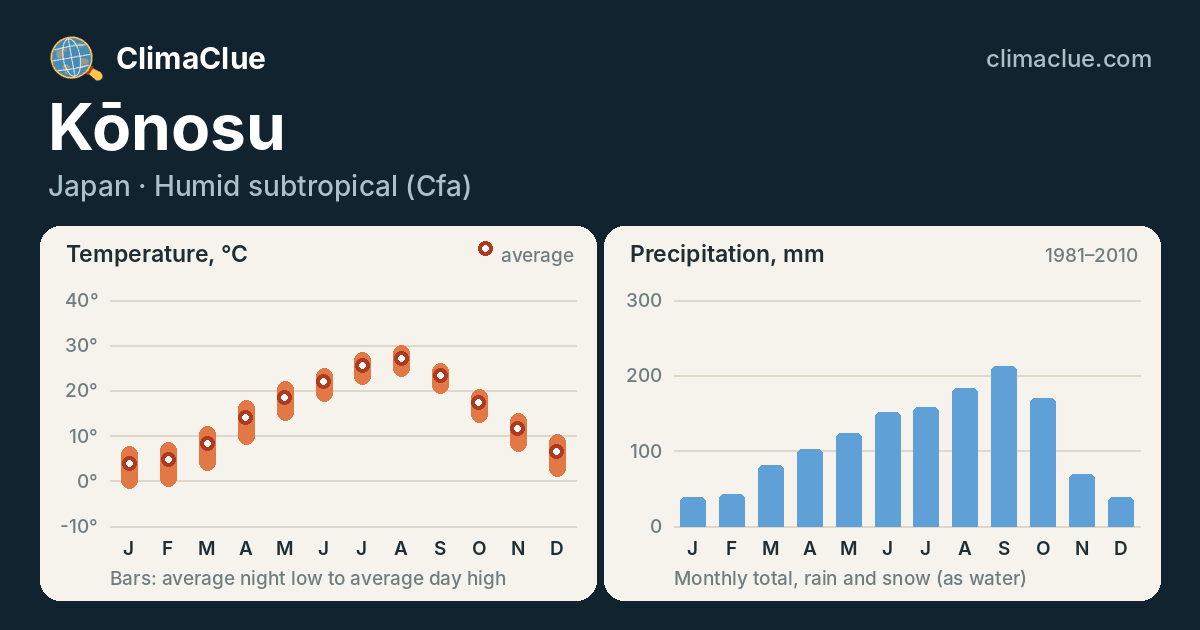 ClimaClue
climaclue.com
Kōnosu
Japan · Humid subtropical (Cfa)
Temperature, °C
average
40°
30°
20°
10°
0°
-10°
J F M A M J J A S O N D
Bars: average night low to average day high
Precipitation, mm
1981–2010
300
200
100
0
J F M A M J J A S O N D
Monthly total, rain and snow (as water)